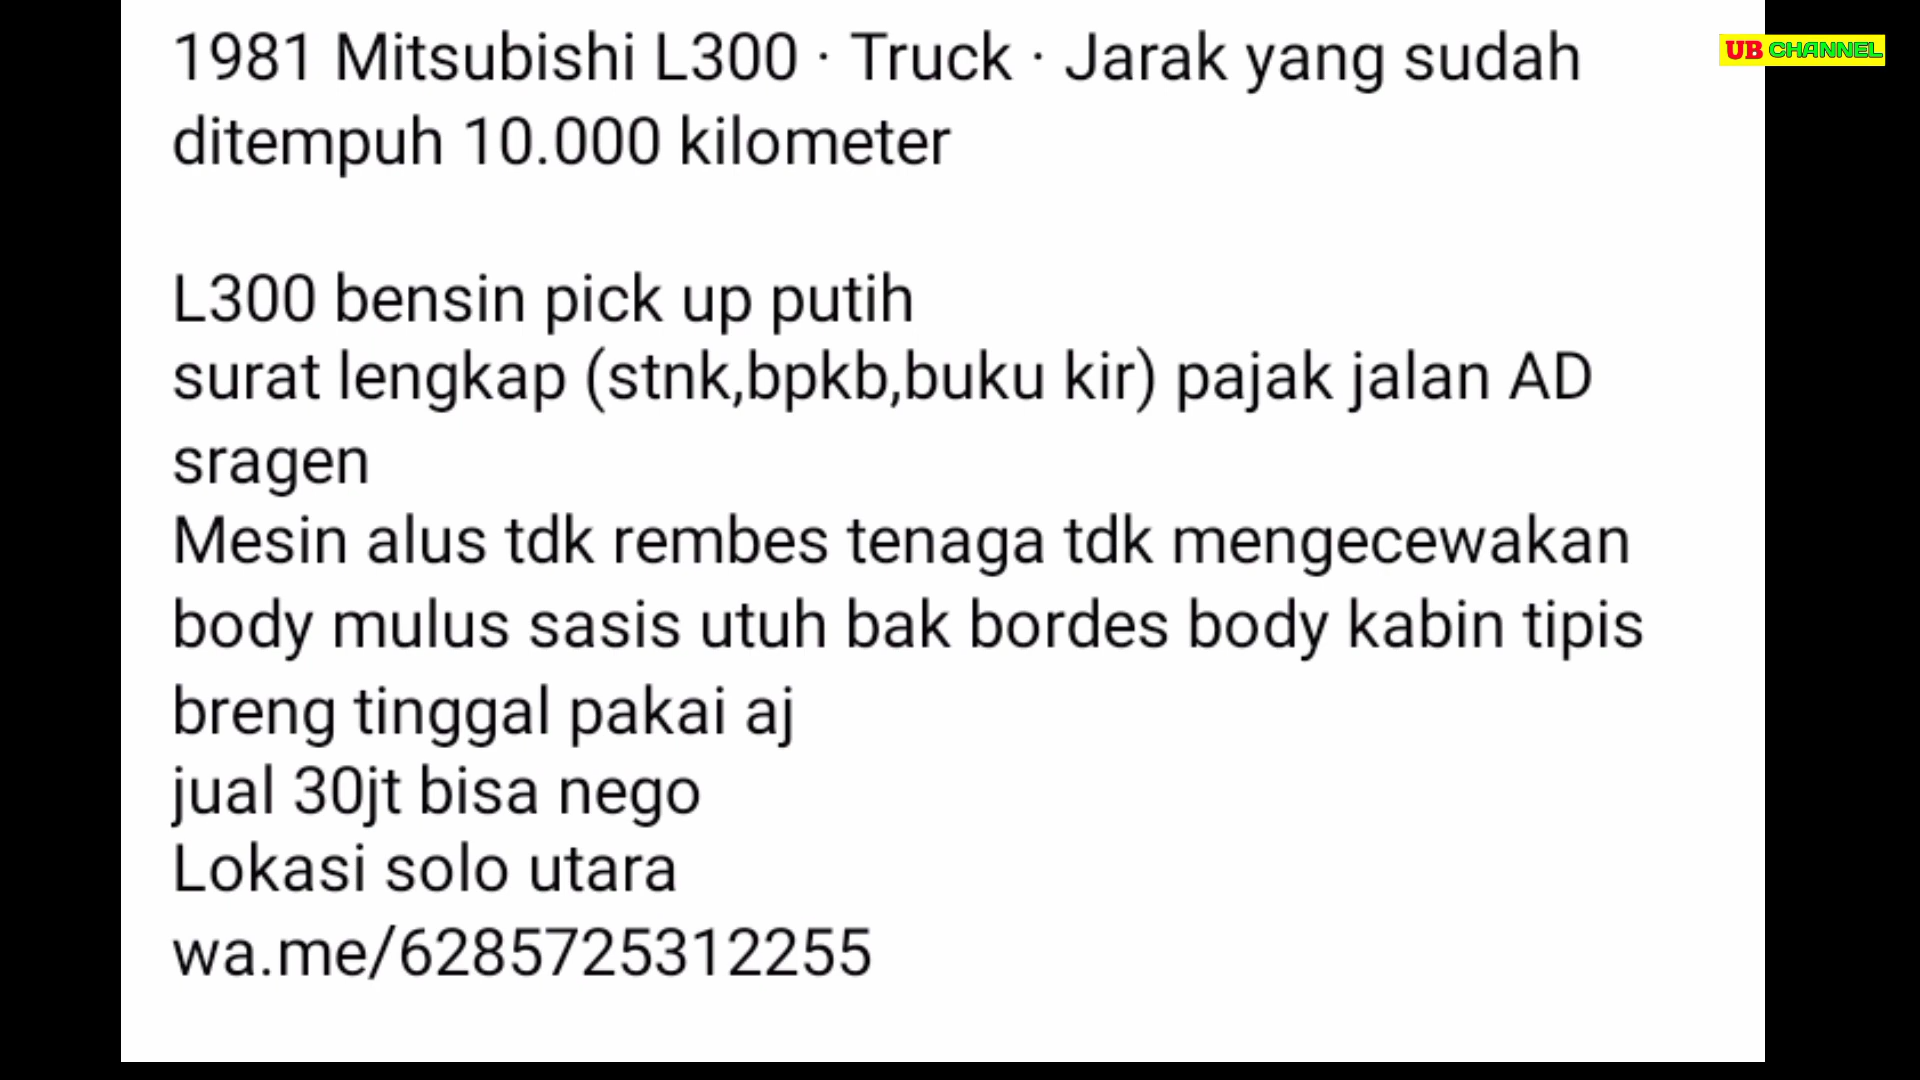 1981 Mitsubishi L300 · Truck · Jarak yang sudah
ditempuh 10.000 kilometer
L300 bensin pick up putih
surat lengkap (stnk,bpkb,buku kir) pajak jalan AD
sragen
Mesin alus tdk rembes tenaga tdk mengecewakan
body mulus sasis utuh bak bordes body kabin tipis
breng tinggal pakai aj
jual 30jt bisa nego
Lokasi solo utara
wa.me/6285725312255
UB CHANNEL